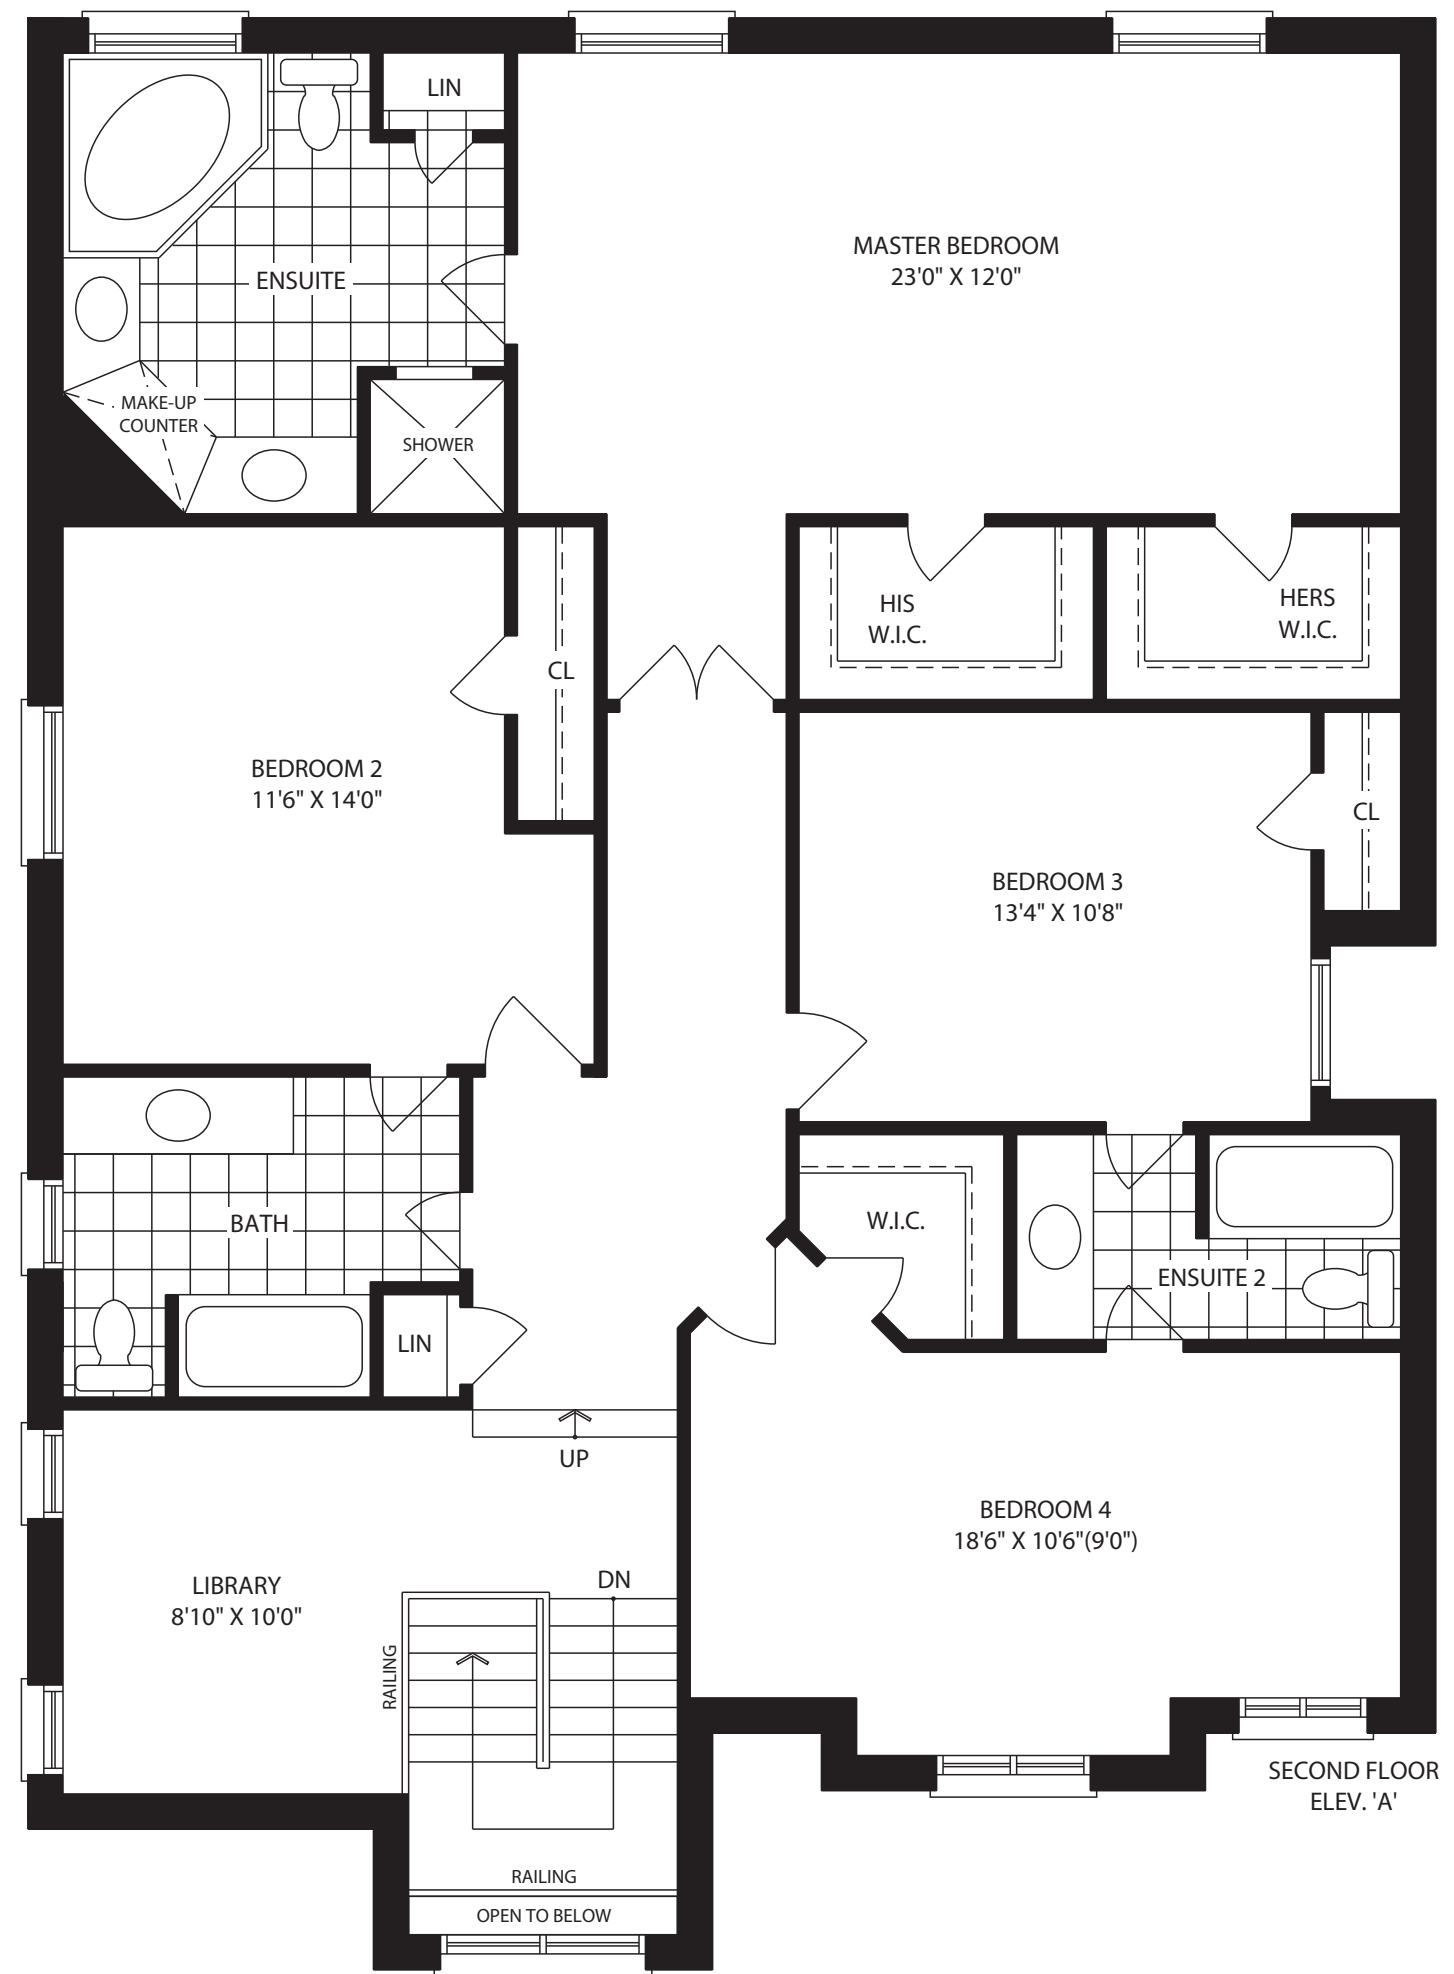 LIN
MASTER BEDROOM
23'0" X 12'0"
ENSUITE
MAKE-UP
COUNTER
SHOWER
HIS
W.I.C.
HERS
W.I.C.
CL
BEDROOM 2
11'6" X 14'0"
CL
BEDROOM 3
13'4" X 10'8"
W.I.C.
BATH
ENSUITE 2
LIN
UP
BEDROOM 4
18'6" X 10'6"(9'0")
LIBRARY
8'10" X 10'0"
DN
RAILING
SECOND FLOOR
ELEV. 'A'
RAILING
OPEN TO BELOW